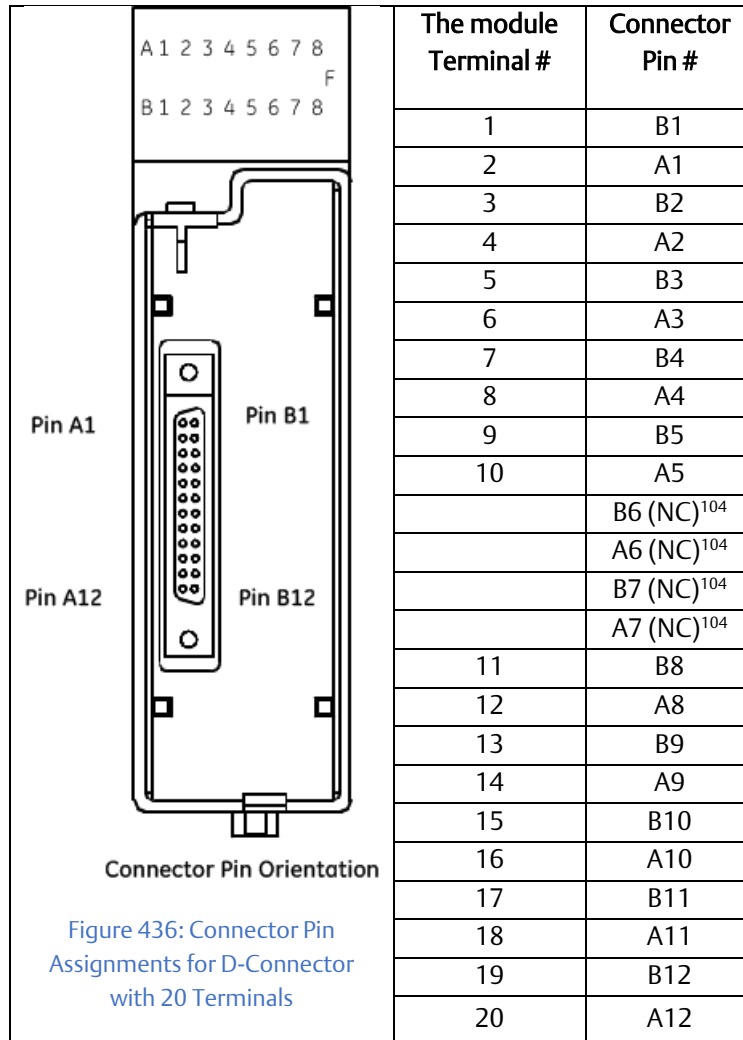 A 1 2 3 4 5 6 7 8
F
B 1 2 3 4 5 6 7 8
Pin A1
Pin B1
Pin A12
Pin B12
Connector Pin Orientation
Figure 436: Connector Pin
Assignments for D-Connector
with 20 Terminals
The module Connector
Terminal # Pin #
1 B1
2 A1
3 B2
4 A2
5 B3
6 A3
7 B4
8 A4
9 B5
10 A5
B6 (NC)104
A6 (NC)104
B7 (NC)104
A7 (NC)104
11 B8
12 A8
13 B9
14 A9
15 B10
16 A10
17 B11
18 A11
19 B12
20 A12